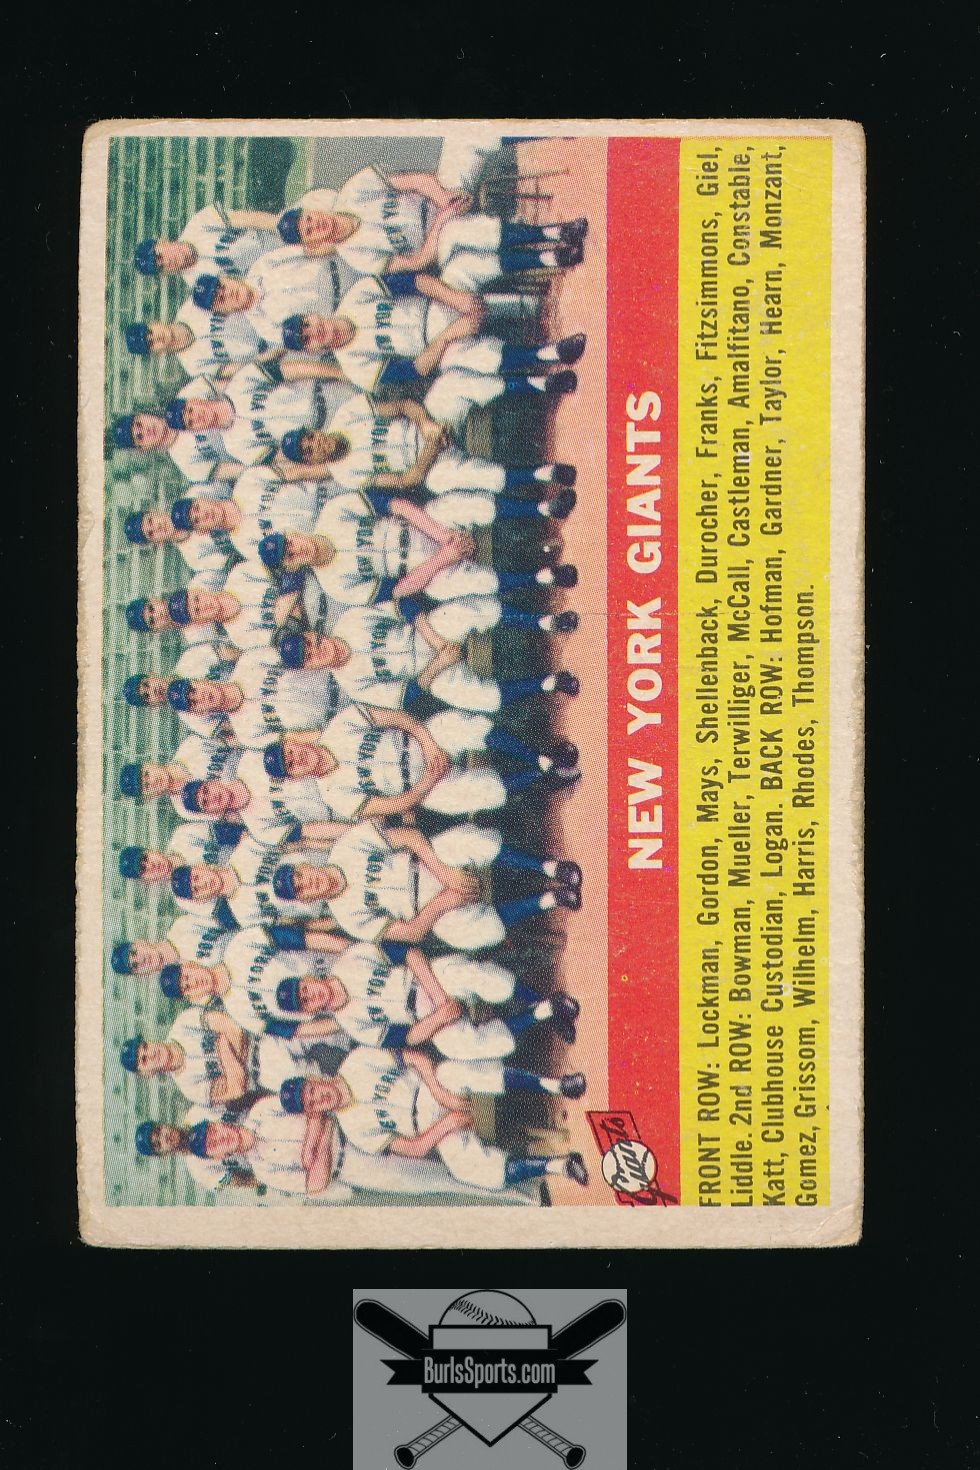 NEW YORK GIANTS
Giants
FRONT ROW: Lockman, Gordon, Mays, Shellenback, Durocher, Franks, Fitzsimmons, Giel,
Liddle. 2nd ROW: Bowman, Mueller, Terwilliger, McCall, Castleman, Amalfitano, Constable,
Katt, Clubhouse Custodian, Logan. BACK ROW: Hofman, Gardner, Taylor, Hearn, Monzant,
Gomez, Grissom, Wilhelm, Harris, Rhodes, Thompson.
BurlsSports.com